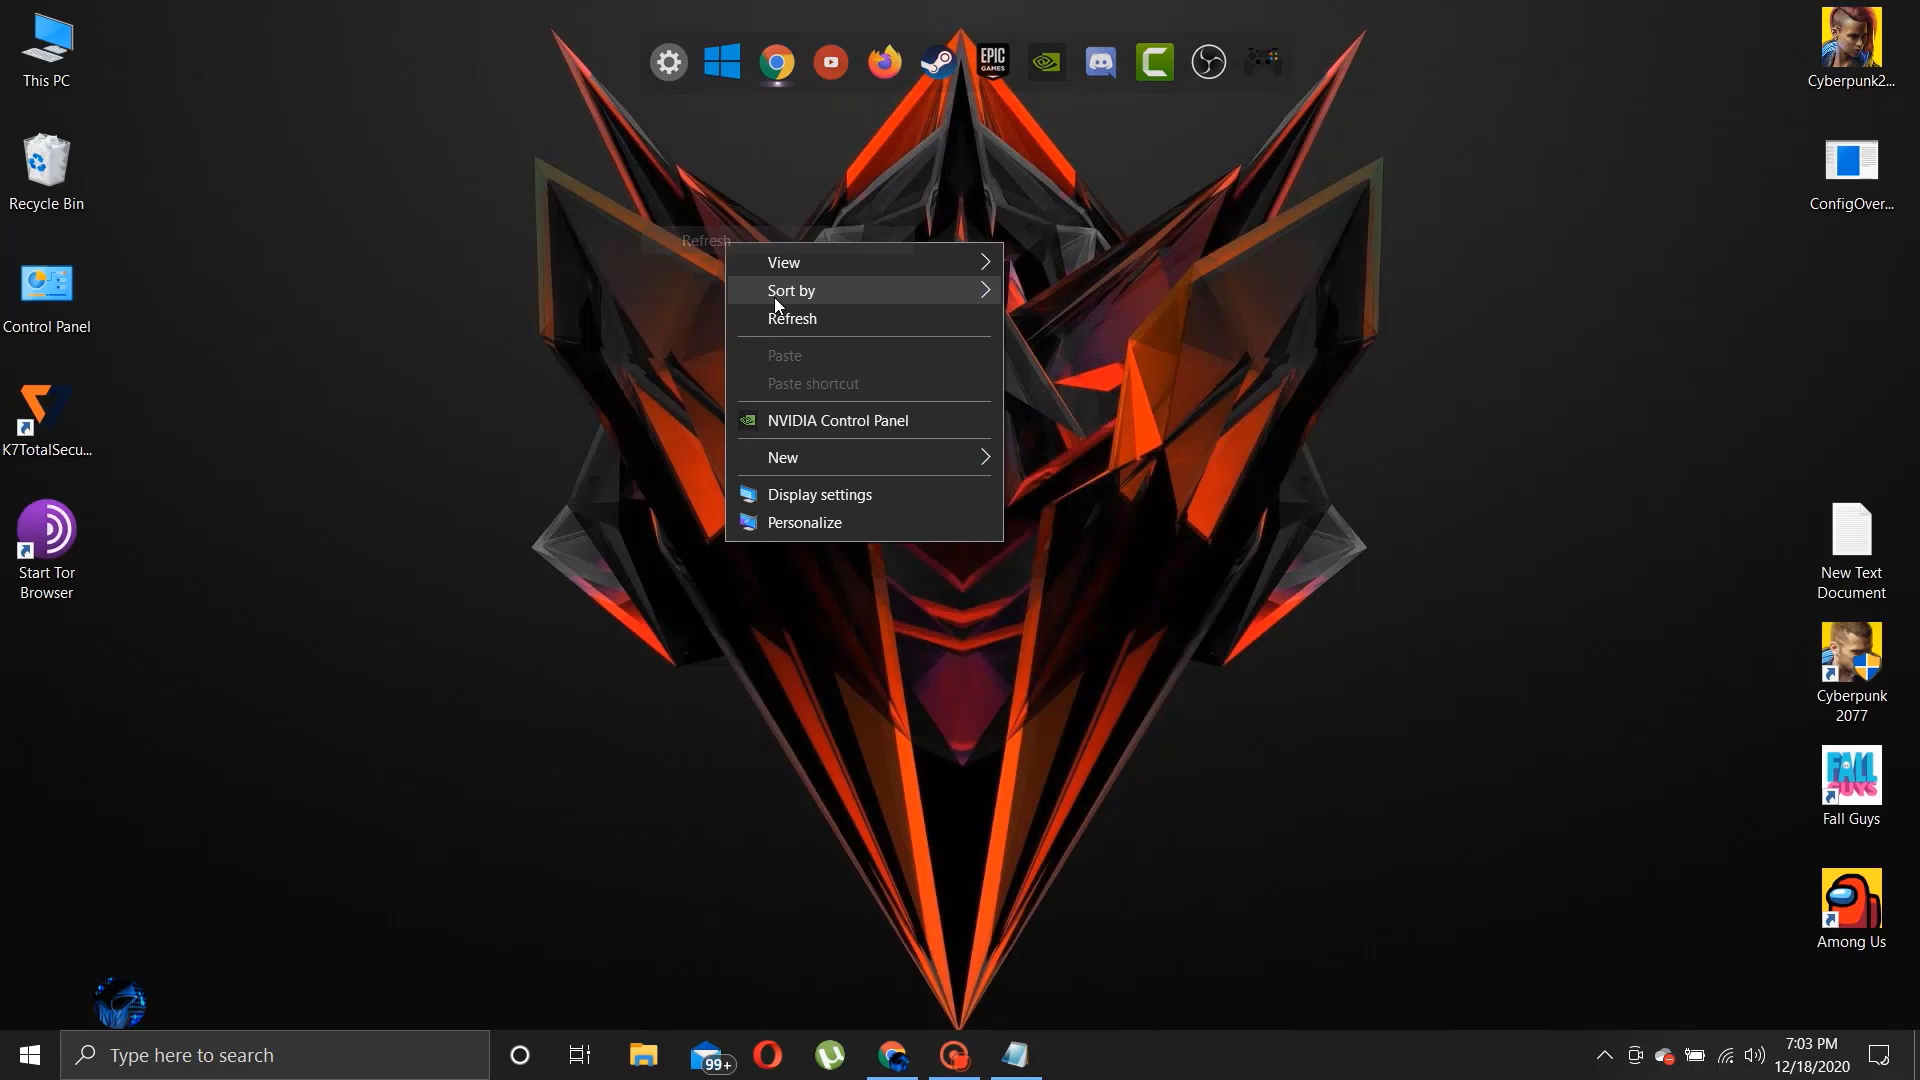 This PC
Recycle Bin
Control Panel
K7TotalSecu...
Start Tor
Browser
EPIC
GAMES
Refresh
View
Sort by
Refresh
Paste
Paste shortcut
NVIDIA Control Panel
New
Display settings
Personalize
Cyberpunk2...
ConfigOver...
New Text
Document
Cyberpunk
2077
FALL
GUYS
Fall Guys
Among Us
Type here to search
99+
7:03 PM
12/18/2020